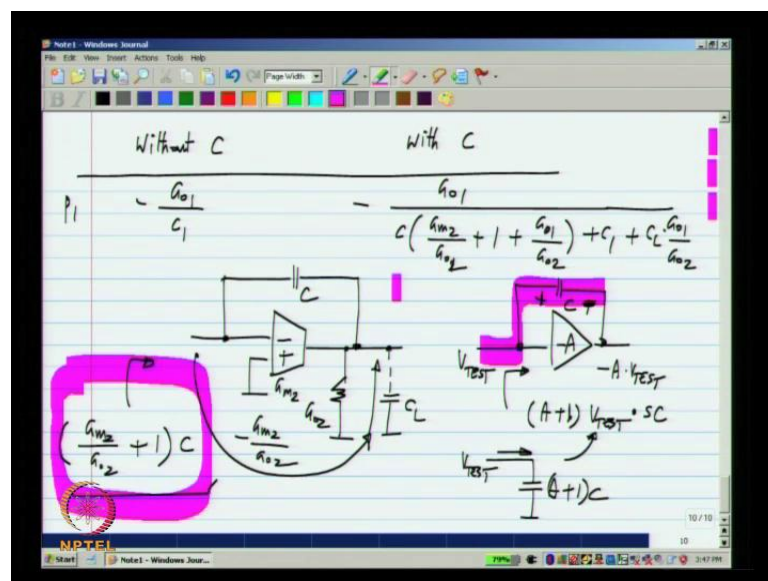 Note1 - Windows Journal
File Edit View Insert Actions Tools Help
Page Width
B I
Without C With C
P1 - Go1 / C1 - Go1 / C(Gm2/Go2 + 1 + Go1/Go2) + C1 + CL·Go1/Go2
C
- +
Gm2
Go2
CL
-Gm2/Go2
(Gm2/Go2 + 1) C
+ C -
-A
VTEST -A·VTEST
(A+1) VTEST·SC
VTEST
(A+1)C
NPTEL
10/10
10
Start Note1 - Windows Jour... 79% 3:47 PM